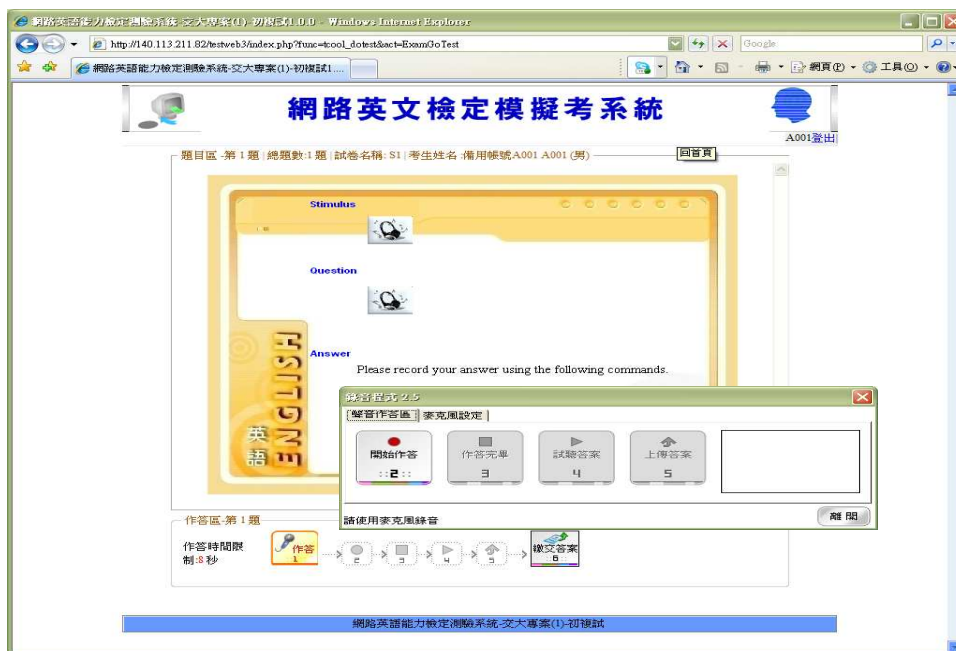 網路英語能力檢定測驗系統-交大專案(1)-初複試1.0.0 - Windows Internet Explorer
http://140.113.211.82/testweb3/index.php?func=tcool_dotest&act=ExamGoTest
Google
網路英語能力檢定測驗系統-交大專案(1)-初複試1....
網頁(P)
工具(O)
網路英文檢定模擬考系統
A001登出
題目區 -第 1 題 | 總題數:1 題 | 試卷名稱: S1 | 考生姓名 :備用帳號A001 A001 (男)
回首頁
Stimulus
Question
Answer
Please record your answer using the following commands.
英語 ENGLISH
錄音程式 2.5
聲音作答區
麥克風設定
開始作答
::2::
作答完畢
3
試聽答案
4
上傳答案
5
請使用麥克風錄音
離開
作答區-第 1 題
作答時間限
制:8 秒
作答
1
2
3
4
5
繳交答案
6
網路英語能力檢定測驗系統-交大專案(1)-初複試